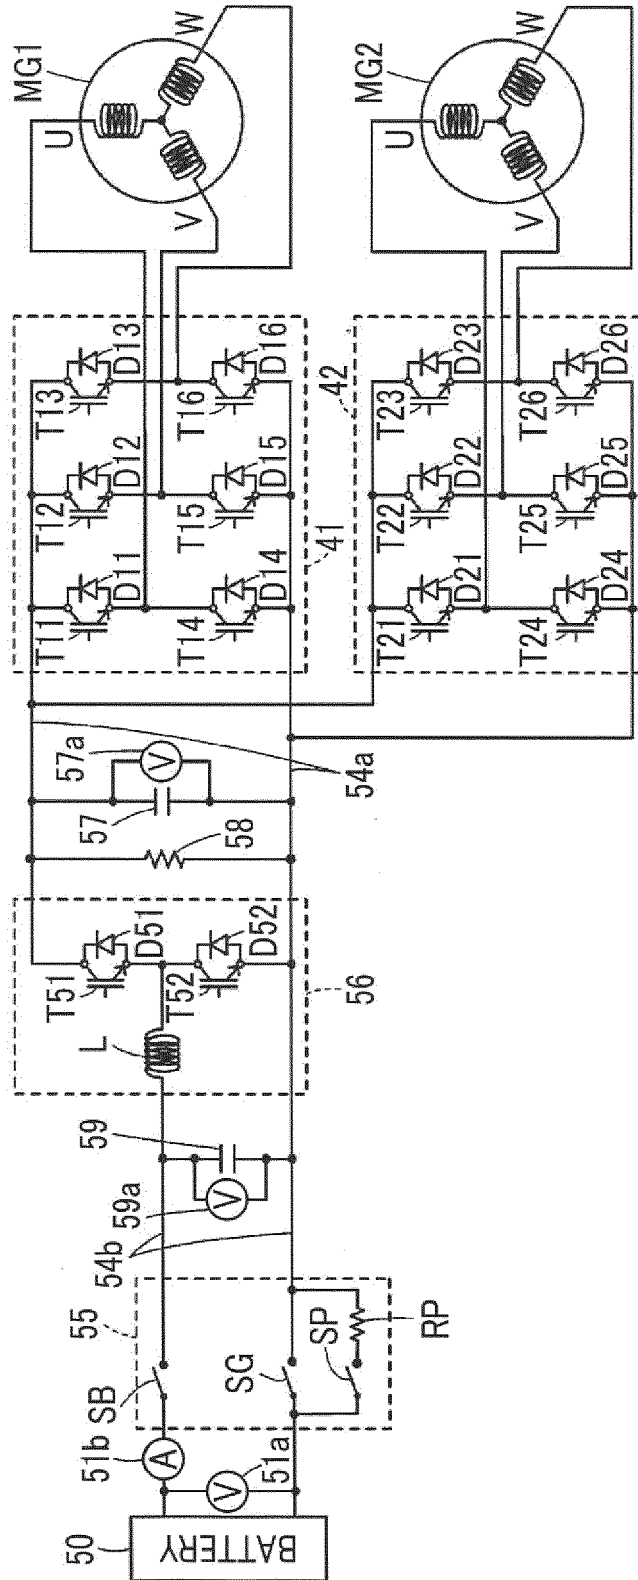 50
BATTERY
51b
A
V
51a
55
SB
SG
SP
RP
54b
59
59a
V
56
L
T51
D51
T52
D52
58
57
57a
V
54a
41
T11
D11
T12
D12
T13
D13
T14
D14
T15
D15
T16
D16
MG1
U
V
W
42
T21
D21
T22
D22
T23
D23
T24
D24
T25
D25
T26
D26
MG2
U
V
W